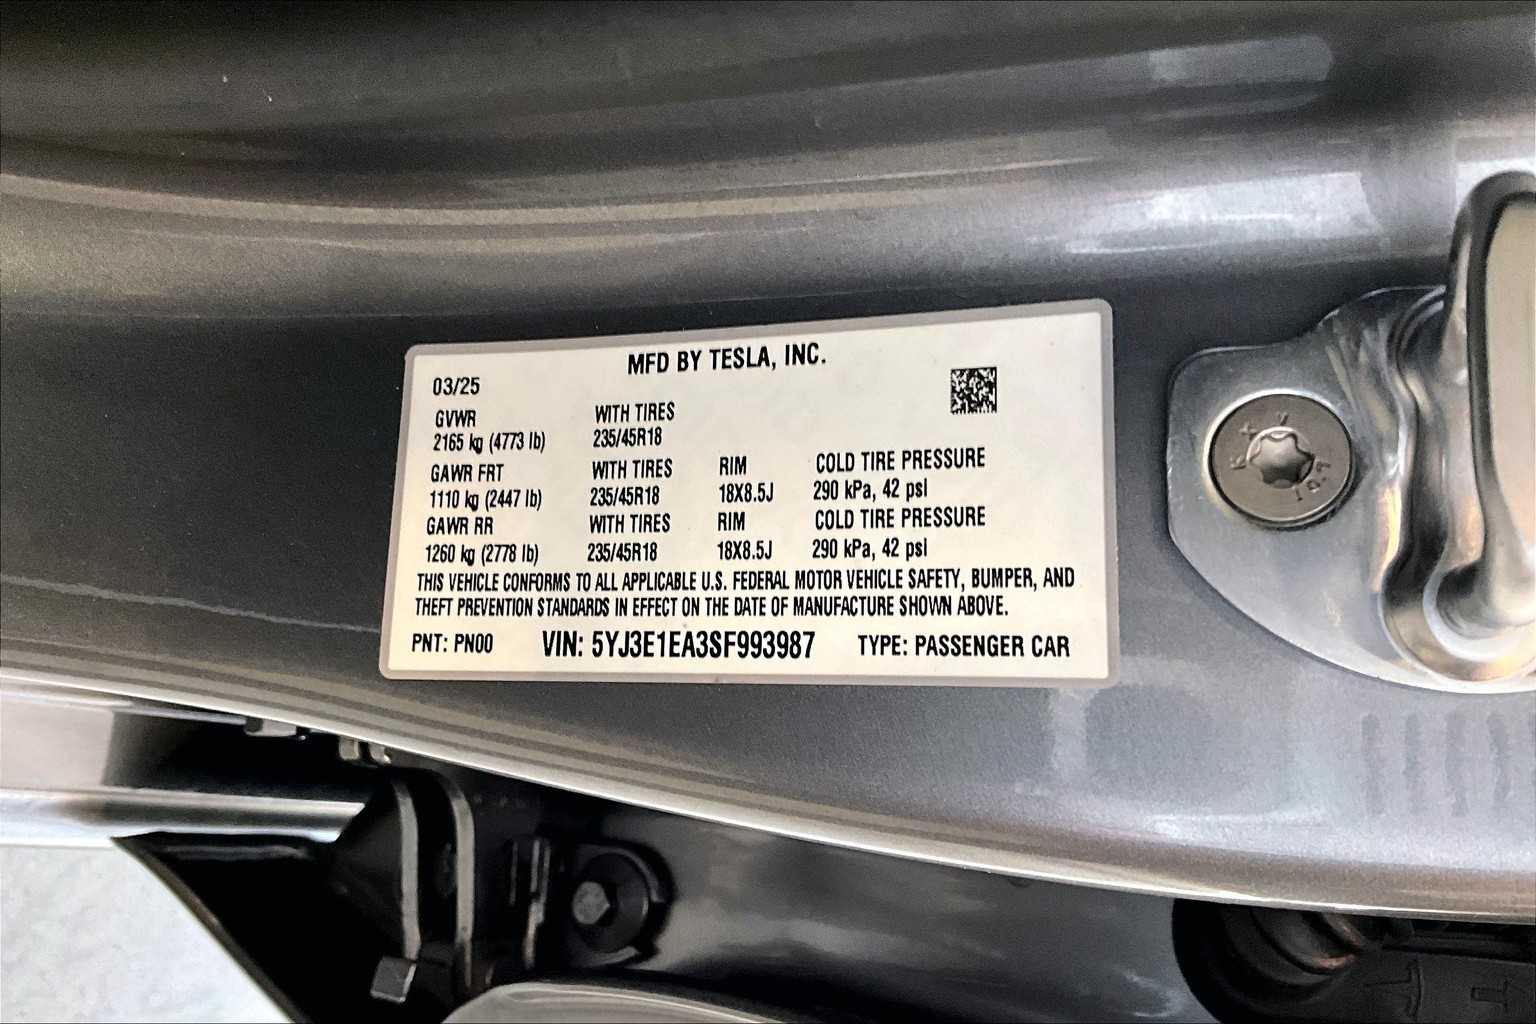 MFD BY TESLA, INC.
03/25
GVWR WITH TIRES
2165 kg (4773 lb) 235/45R18
GAWR FRT WITH TIRES RIM COLD TIRE PRESSURE
1110 kg (2447 lb) 235/45R18 18X8.5J 290 kPa, 42 psi
GAWR RR WITH TIRES RIM COLD TIRE PRESSURE
1260 kg (2778 lb) 235/45R18 18X8.5J 290 kPa, 42 psi
THIS VEHICLE CONFORMS TO ALL APPLICABLE U.S. FEDERAL MOTOR VEHICLE SAFETY, BUMPER, AND
THEFT PREVENTION STANDARDS IN EFFECT ON THE DATE OF MANUFACTURE SHOWN ABOVE.
PNT: PN00 VIN: 5YJ3E1EA3SF993987 TYPE: PASSENGER CAR